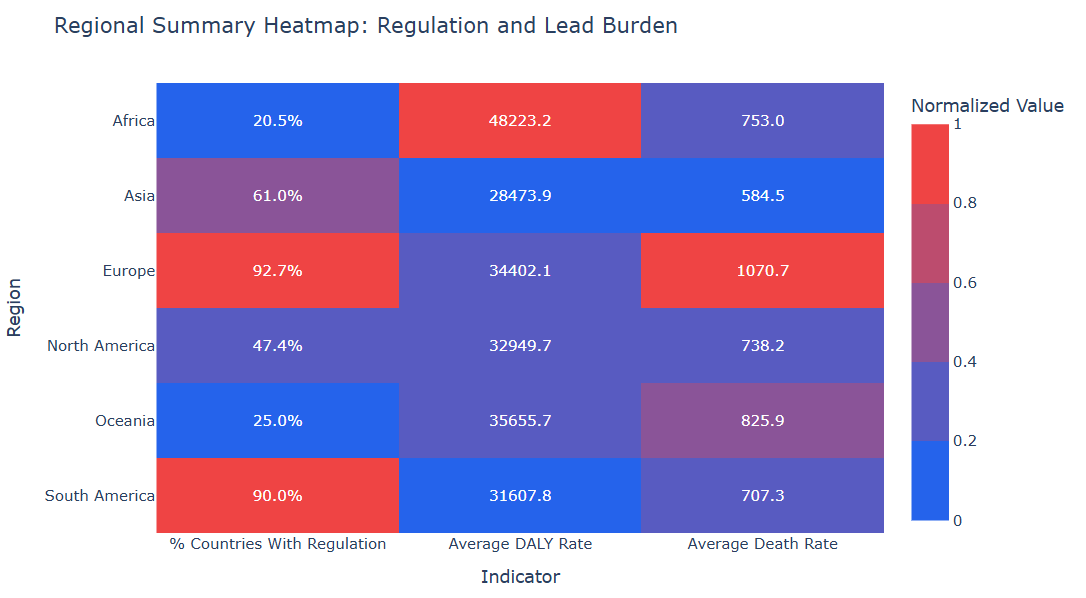 Regional Summary Heatmap: Regulation and Lead Burden
Normalized Value
1
0.8
0.6
0.4
0.2
0
Region
Africa 20.5% 48223.2 753.0
Asia 61.0% 28473.9 584.5
Europe 92.7% 34402.1 1070.7
North America 47.4% 32949.7 738.2
Oceania 25.0% 35655.7 825.9
South America 90.0% 31607.8 707.3
% Countries With Regulation Average DALY Rate Average Death Rate
Indicator